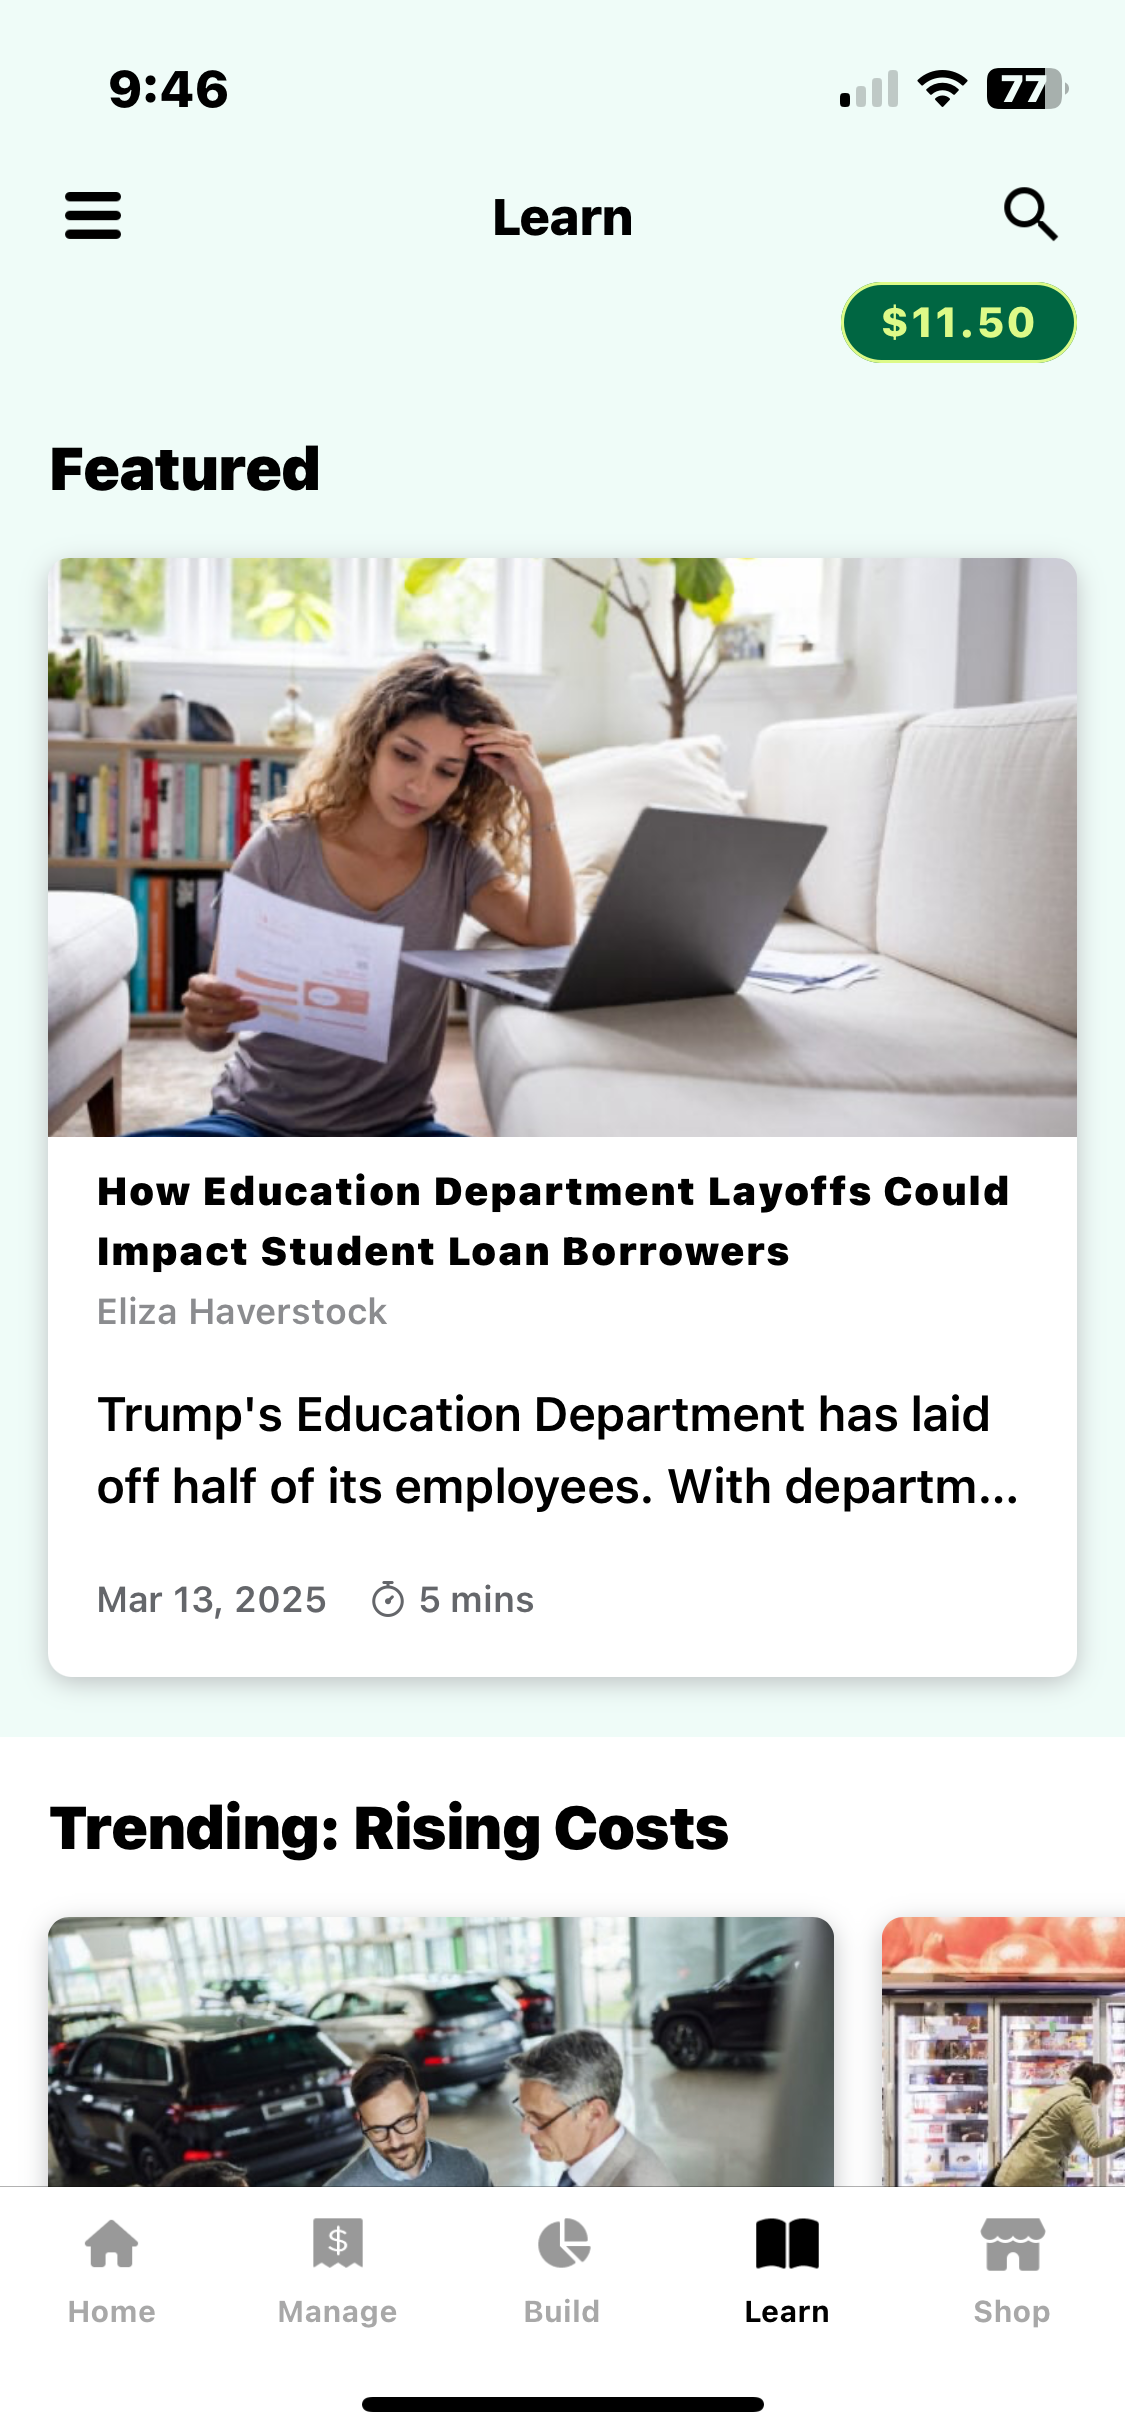 9:46
77
Learn
$11.50
Featured
How Education Department Layoffs Could
Impact Student Loan Borrowers
Eliza Haverstock
Trump's Education Department has laid
off half of its employees. With departm...
Mar 13, 2025 5 mins
Trending: Rising Costs
$
Home Manage Build Learn Shop